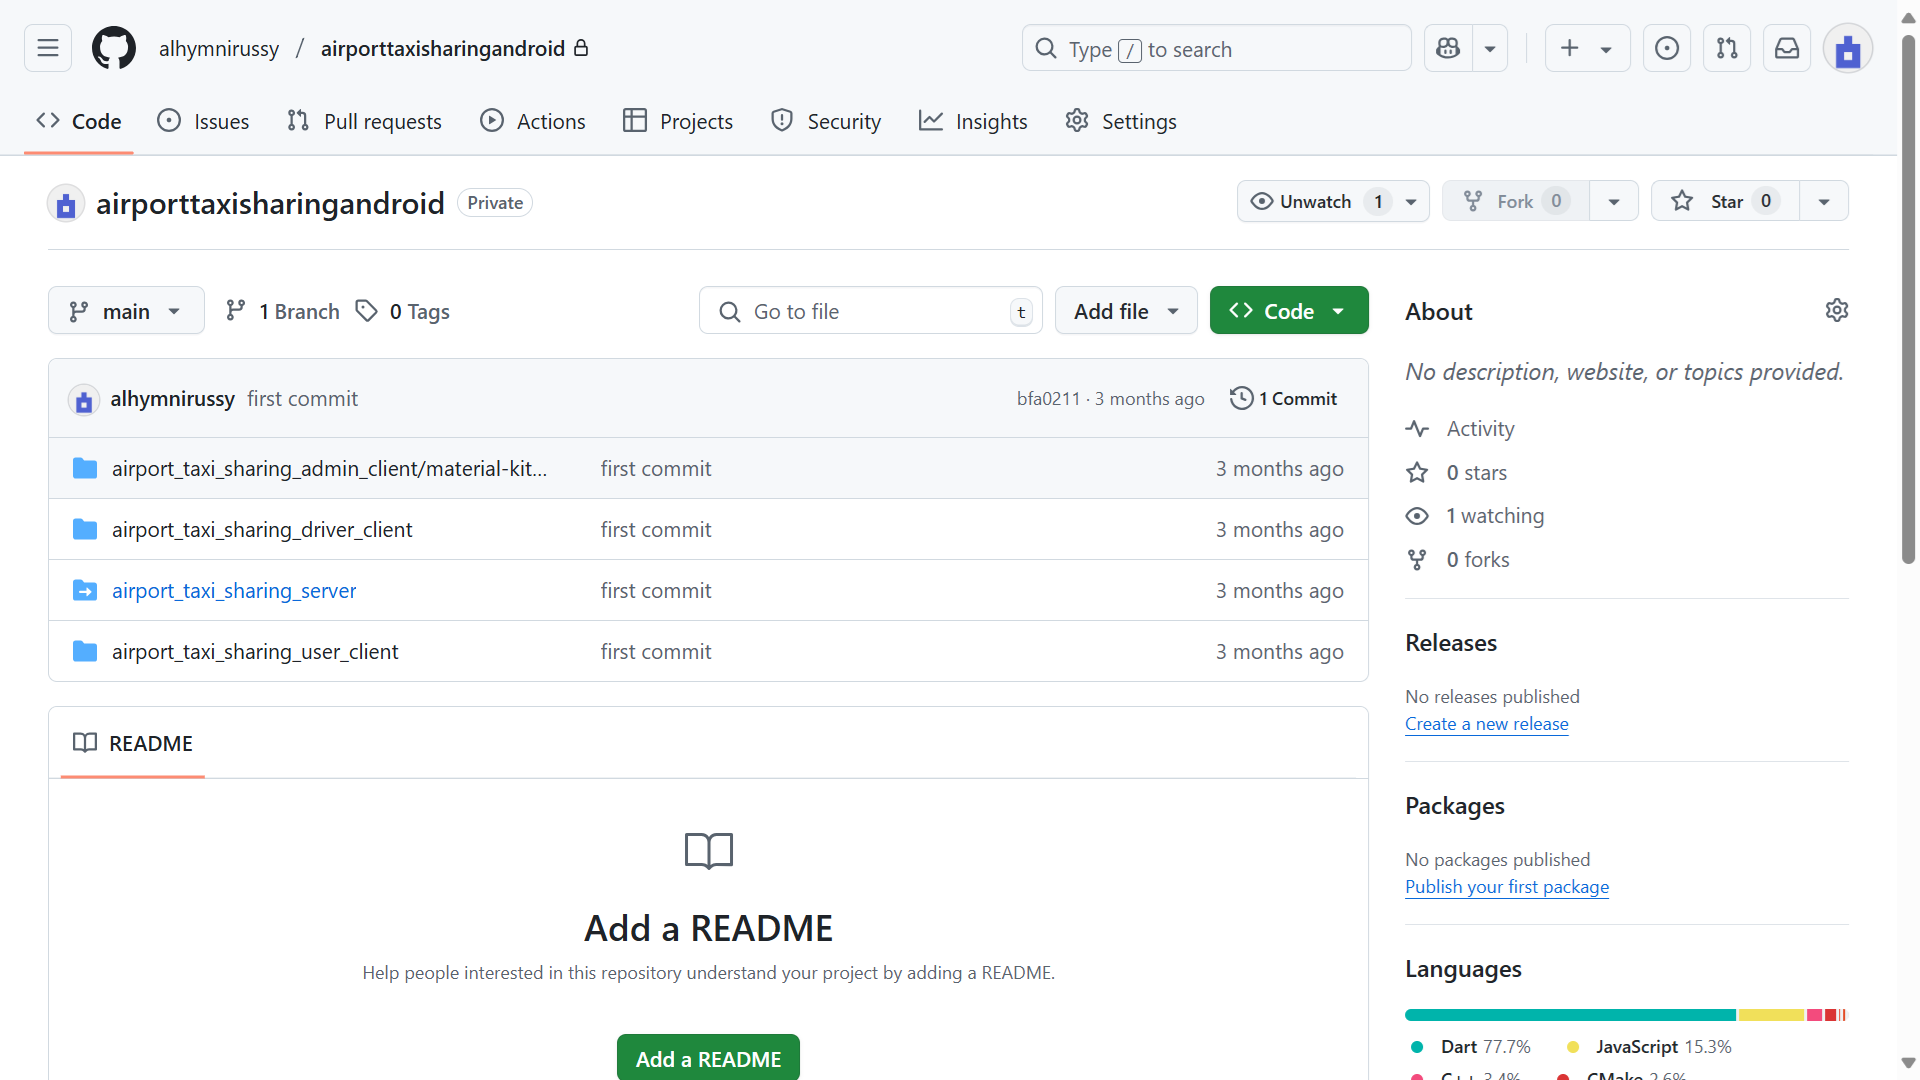 alhymnirussy / airporttaxisharingandroid
Type / to search
Code Issues Pull requests Actions Projects Security Insights Settings
airporttaxisharingandroid Private
Unwatch 1 Fork 0 Star 0
main 1 Branch 0 Tags
Go to file t
Add file Code
alhymnirussy first commit bfa0211 · 3 months ago 1 Commit
airport_taxi_sharing_admin_client/material-kit... first commit 3 months ago
airport_taxi_sharing_driver_client first commit 3 months ago
airport_taxi_sharing_server first commit 3 months ago
airport_taxi_sharing_user_client first commit 3 months ago
README
Add a README
Help people interested in this repository understand your project by adding a README.
Add a README
About
No description, website, or topics provided.
Activity
0 stars
1 watching
0 forks
Releases
No releases published
Create a new release
Packages
No packages published
Publish your first package
Languages
Dart 77.7% JavaScript 15.3%
C++ 3.4% CMake 2.6%